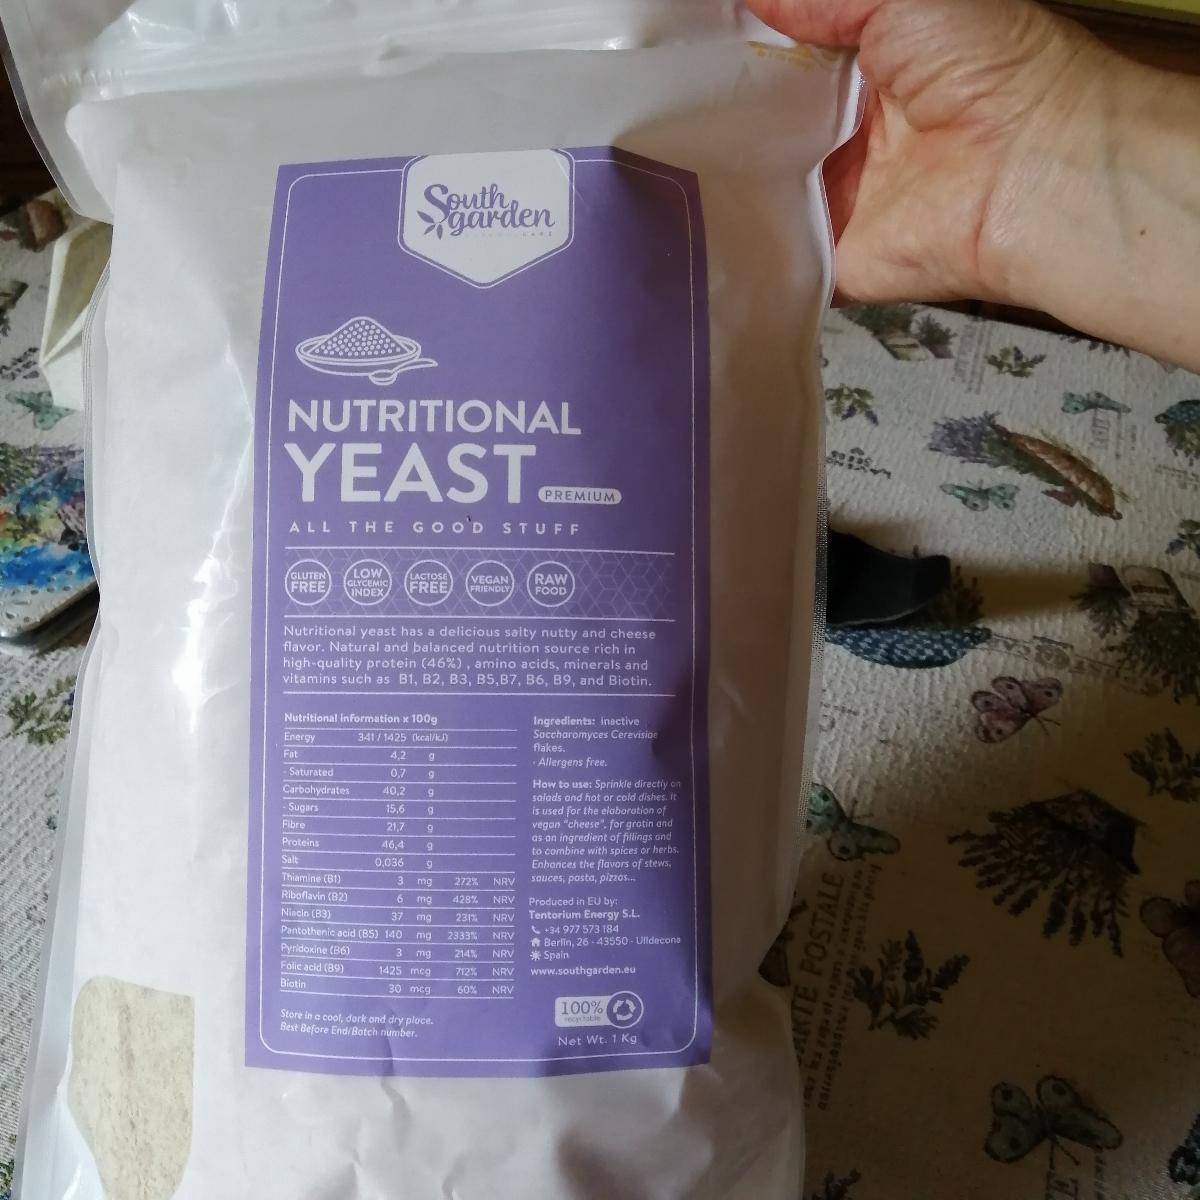 South
garden
NUTRITIONAL
YEAST PREMIUM
ALL THE GOOD STUFF
GLUTEN
FREE
LOW
GLYCEMIC
INDEX
LACTOSE
FREE
VEGAN
FRIENDLY
RAW
FOOD
Nutritional yeast has a delicious salty nutty and cheese
flavor. Natural and balanced nutrition source rich in
high-quality protein (46%) , amino acids, minerals and
vitamins such as B1, B2, B3, B5,B7, B6, B9, and Biotin.
Nutritional information x 100g
Energy 341 / 1425 (kcal/kJ)
Fat 4,2 g
- Saturated 0,7 g
Carbohydrates 40,2 g
- Sugars 15,6 g
Fibre 21,7 g
Proteins 46,4 g
Salt 0,036 g
Thiamine (B1) 3 mg 272% NRV
Riboflavin (B2) 6 mg 428% NRV
Niacin (B3) 37 mg 231% NRV
Pantothenic acid (B5) 140 mg 2333% NRV
Pyridoxine (B6) 3 mg 214% NRV
Folic acid (B9) 1425 mcg 712% NRV
Biotin 30 mcg 60% NRV
Store in a cool, dark and dry place.
Best Before End/Batch number.
Ingredients: Inactive
Saccharomyces Cerevisiae
flakes.
· Allergens free.
How to use: Sprinkle directly on
salads and hot or cold dishes. It
is used for the elaboration of
vegan "cheese", for gratin and
as an ingredient of fillings and
to combine with spices or herbs.
Enhances the flavors of stews,
sauces, pasta, pizzas...
Produced in EU by:
Tentorium Energy S.L.
+34 977 573 184
Berlin, 26 · 43550 · Ulldecona
Spain
www.southgarden.eu
100%
recyclable
Net Wt. 1 Kg
CARTE POSTALE